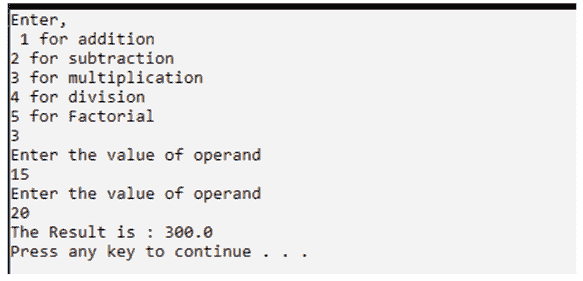 Enter,
 1 for addition
2 for subtraction
3 for multiplication
4 for division
5 for Factorial
3
Enter the value of operand
15
Enter the value of operand
20
The Result is : 300.0
Press any key to continue . . .